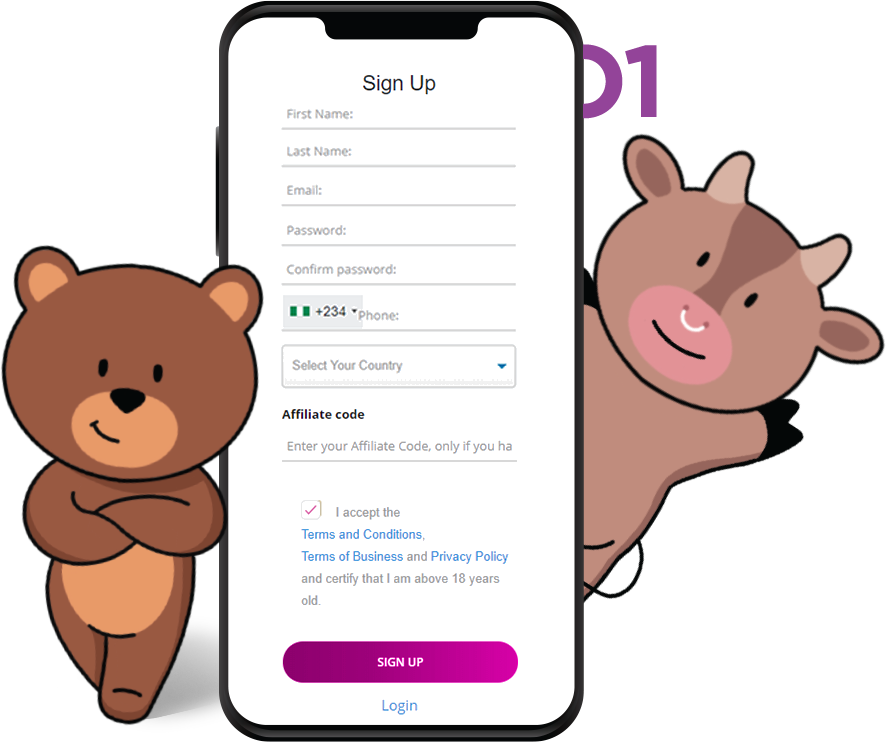 01
Sign Up
First Name:
Last Name:
Email:
Password:
Confirm password:
+234 Phone:
Select Your Country
Affiliate code
Enter your Affiliate Code, only if you ha
I accept the
Terms and Conditions,
Terms of Business and Privacy Policy
and certify that I am above 18 years
old.
SIGN UP
Login